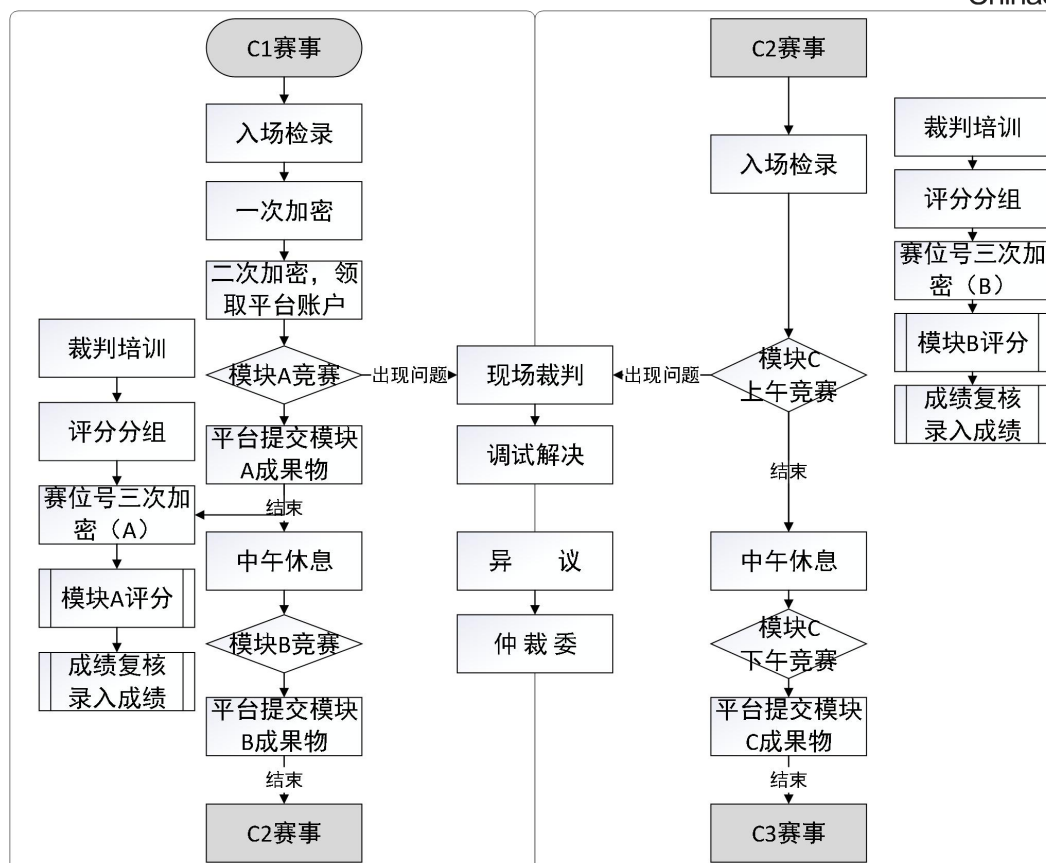 C1赛事
入场检录
一次加密
二次加密，领
取平台账户
模块A竞赛
出现问题
平台提交模块
A成果物
结束
中午休息
模块B竞赛
平台提交模块
B成果物
结束
C2赛事
裁判培训
评分分组
赛位号三次加
密（A）
模块A评分
成绩复核
录入成绩
现场裁判
调试解决
异 议
仲 裁 委
C2赛事
入场检录
模块C
上午竞赛
出现问题
结束
中午休息
模块C
下午竞赛
平台提交模块
C成果物
结束
C3赛事
裁判培训
评分分组
赛位号三次加
密（B）
模块B评分
成绩复核
录入成绩